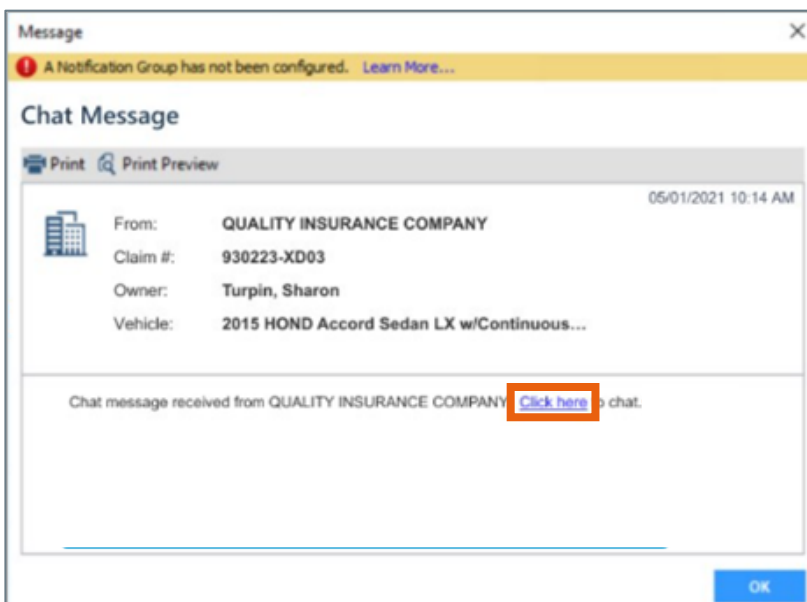 Message
A Notification Group has not been configured. Learn More...
Chat Message
Print Print Preview
05/01/2021 10:14 AM
From: QUALITY INSURANCE COMPANY
Claim #: 930223-XD03
Owner: Turpin, Sharon
Vehicle: 2015 HOND Accord Sedan LX w/Continuous...
Chat message received from QUALITY INSURANCE COMPANY Click here o chat.
OK